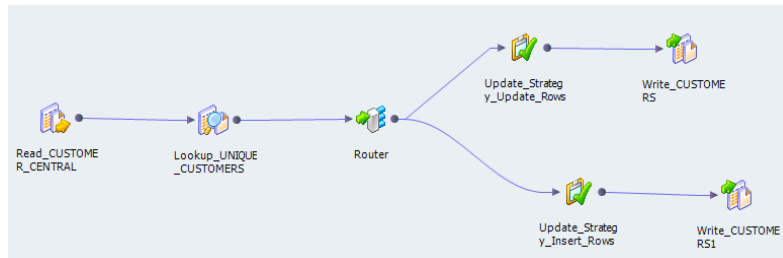 Update_Strateg
y_Update_Rows
Write_CUSTOME
RS
Read_CUSTOME
R_CENTRAL
Lookup_UNIQUE
_CUSTOMERS
Router
Update_Strateg
y_Insert_Rows
Write_CUSTOME
RS1